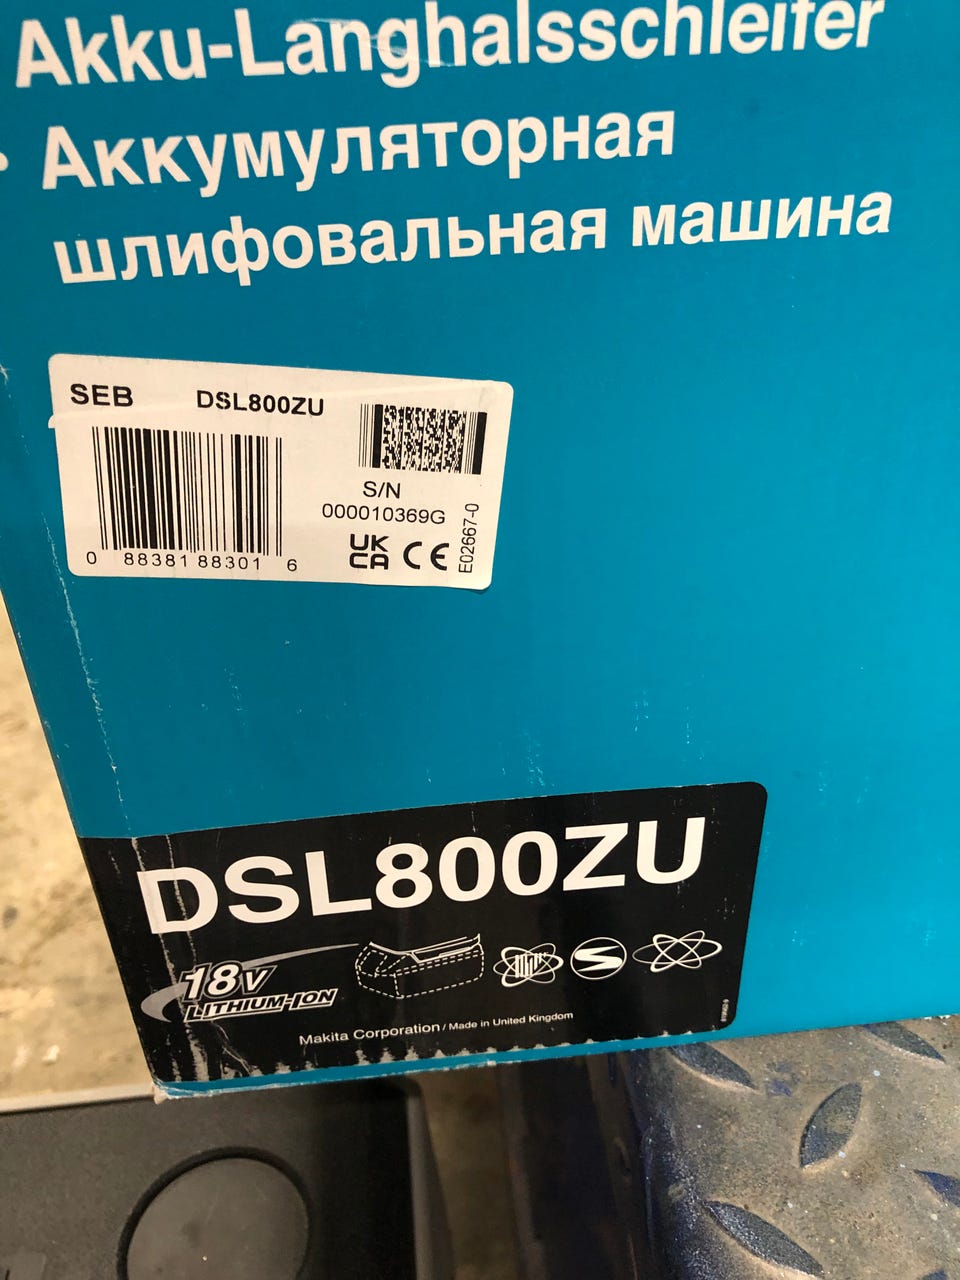 Akku-Langhalsschleifer
Аккумуляторная
шлифовальная машина
SEB DSL800ZU
S/N
000010369G
UK
CA CE
E02667-0
0 88381 88301 6
DSL800ZU
18V
LITHIUM-ION
Makita Corporation / Made in United Kingdom